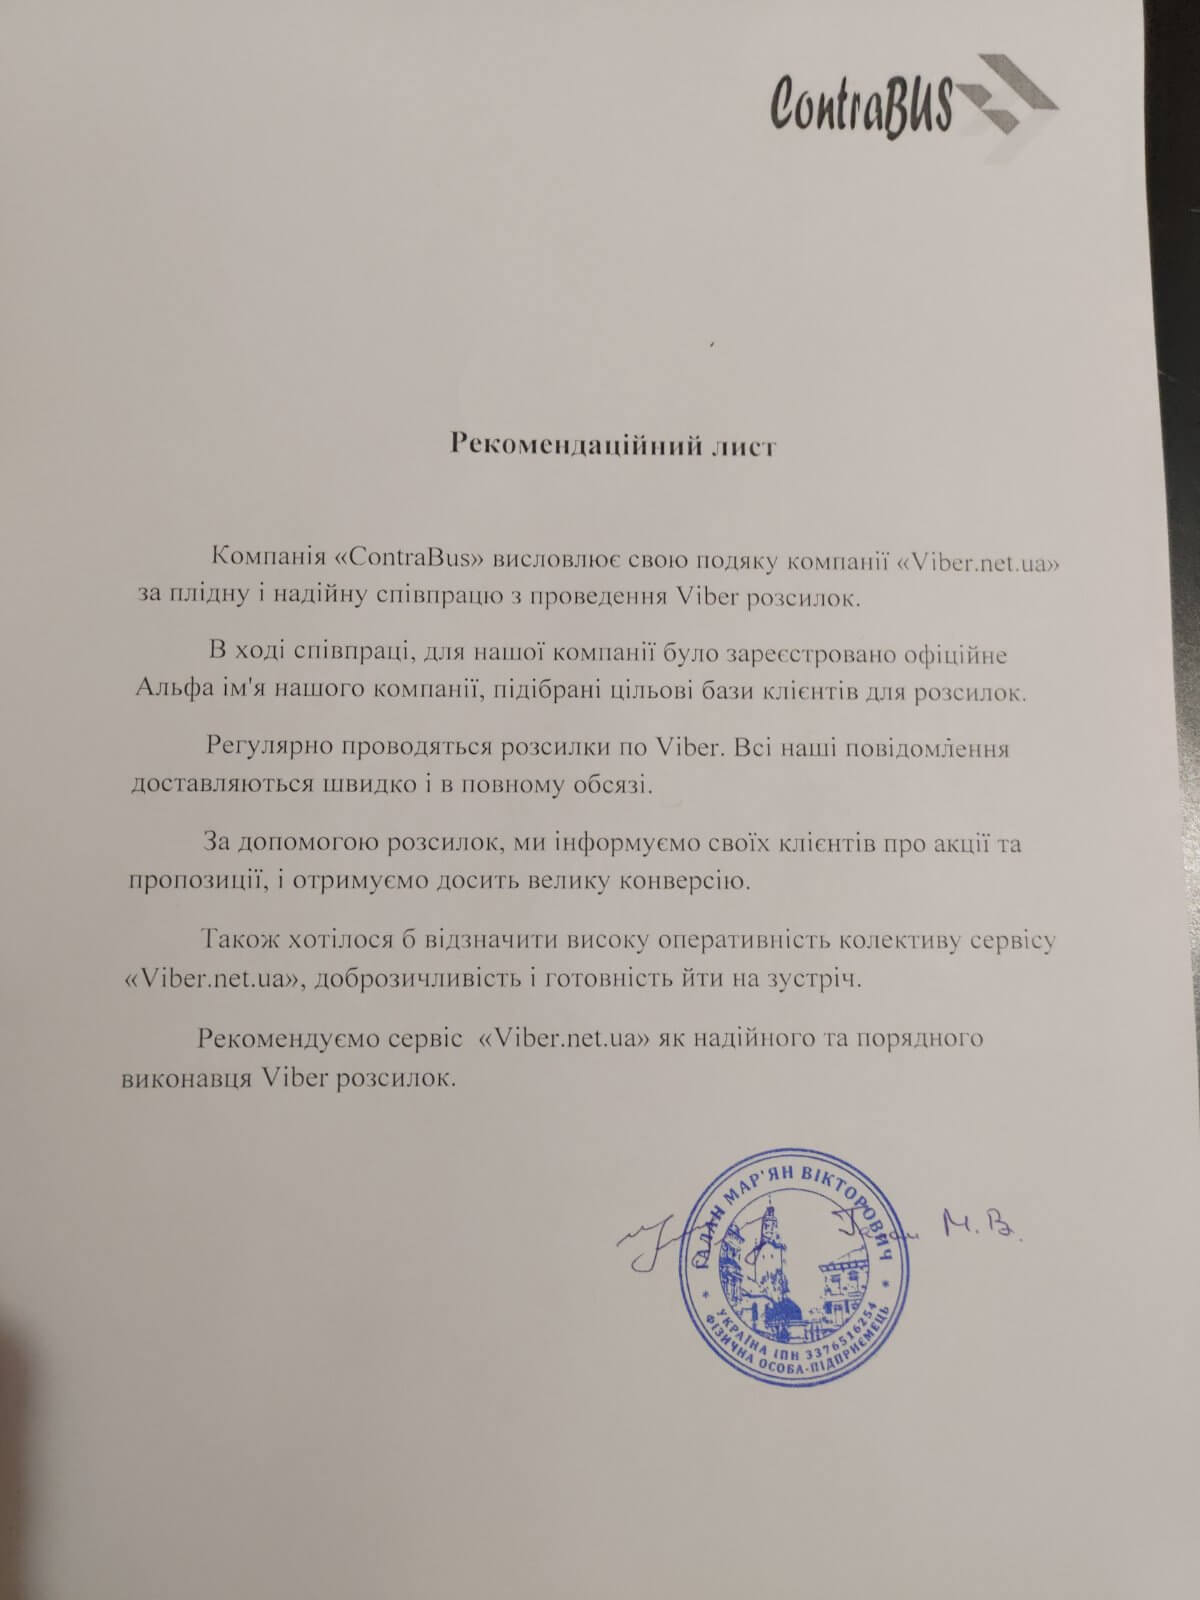 ContraBUS
Рекомендаційний лист
Компанія «ContraBus» висловлює свою подяку компанії «Viber.net.ua»
за плідну і надійну співпрацю з проведення Viber розсилок.
В ході співпраці, для нашої компанії було зареєстровано офіційне
Альфа ім'я нашого компанії, підібрані цільові бази клієнтів для розсилок.
Регулярно проводяться розсилки по Viber. Всі наші повідомлення
доставляються швидко і в повному обсязі.
За допомогою розсилок, ми інформуємо своїх клієнтів про акції та
пропозиції, і отримуємо досить велику конверсію.
Також хотілося б відзначити високу оперативність колективу сервісу
«Viber.net.ua», доброзичливість і готовність йти на зустріч.
Рекомендуємо сервіс «Viber.net.ua» як надійного та порядного
виконавця Viber розсилок.
М.В.
ГАЛАН МАР'ЯН ВІКТОРОВИЧ
УКРАЇНА ІПН 3376516254
* ФІЗИЧНА ОСОБА-ПІДПРИЄМЕЦЬ *